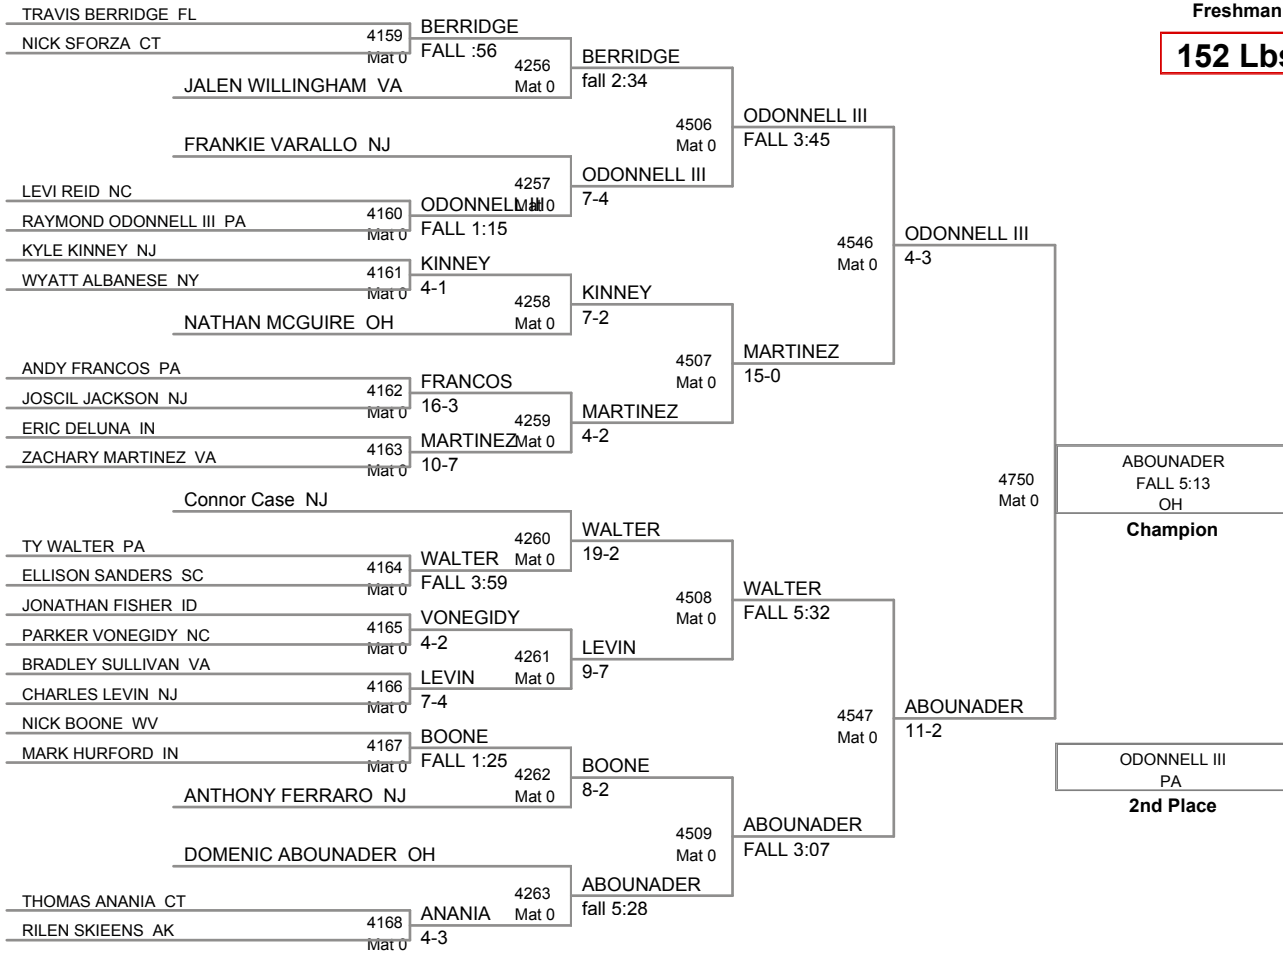 Freshman
152 Lbs
TRAVIS BERRIDGE FL
NICK SFORZA CT
4159
Mat 0
BERRIDGE
FALL :56
JALEN WILLINGHAM VA
4256
Mat 0
BERRIDGE
fall 2:34
FRANKIE VARALLO NJ
LEVI REID NC
RAYMOND ODONNELL III PA
4160
Mat 0
ODONNELL III
FALL 1:15
4257
Mat 0
ODONNELL III
7-4
4506
Mat 0
ODONNELL III
FALL 3:45
KYLE KINNEY NJ
WYATT ALBANESE NY
4161
Mat 0
KINNEY
4-1
NATHAN MCGUIRE OH
4258
Mat 0
KINNEY
7-2
ANDY FRANCOS PA
JOSCIL JACKSON NJ
4162
Mat 0
FRANCOS
16-3
ERIC DELUNA IN
ZACHARY MARTINEZ VA
4163
Mat 0
MARTINEZ
10-7
4259
Mat 0
MARTINEZ
4-2
4507
Mat 0
MARTINEZ
15-0
4546
Mat 0
ODONNELL III
4-3
Connor Case NJ
TY WALTER PA
ELLISON SANDERS SC
4164
Mat 0
WALTER
FALL 3:59
4260
Mat 0
WALTER
19-2
JONATHAN FISHER ID
PARKER VONEGIDY NC
4165
Mat 0
VONEGIDY
4-2
BRADLEY SULLIVAN VA
CHARLES LEVIN NJ
4166
Mat 0
LEVIN
7-4
4261
Mat 0
LEVIN
9-7
4508
Mat 0
WALTER
FALL 5:32
NICK BOONE WV
MARK HURFORD IN
4167
Mat 0
BOONE
FALL 1:25
ANTHONY FERRARO NJ
4262
Mat 0
BOONE
8-2
DOMENIC ABOUNADER OH
THOMAS ANANIA CT
RILEN SKIEENS AK
4168
Mat 0
ANANIA
4-3
4263
Mat 0
ABOUNADER
fall 5:28
4509
Mat 0
ABOUNADER
FALL 3:07
4547
Mat 0
ABOUNADER
11-2
4750
Mat 0
ABOUNADER
FALL 5:13
OH
Champion
ODONNELL III
PA
2nd Place